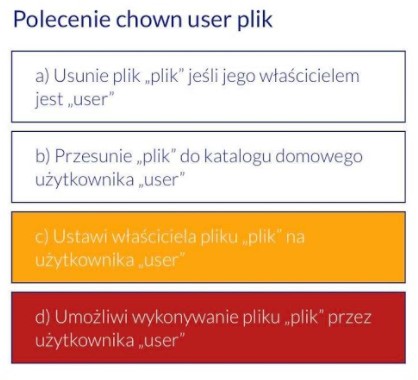 Polecenie chown user plik
a) Usunie plik „plik” jeśli jego właścicielem
jest „user”
b) Przesunie „plik” do katalogu domowego
użytkownika „user”
c) Ustawi właściciela pliku „plik” na
użytkownika „user”
d) Umożliwi wykonywanie pliku „plik” przez
użytkownika „user”